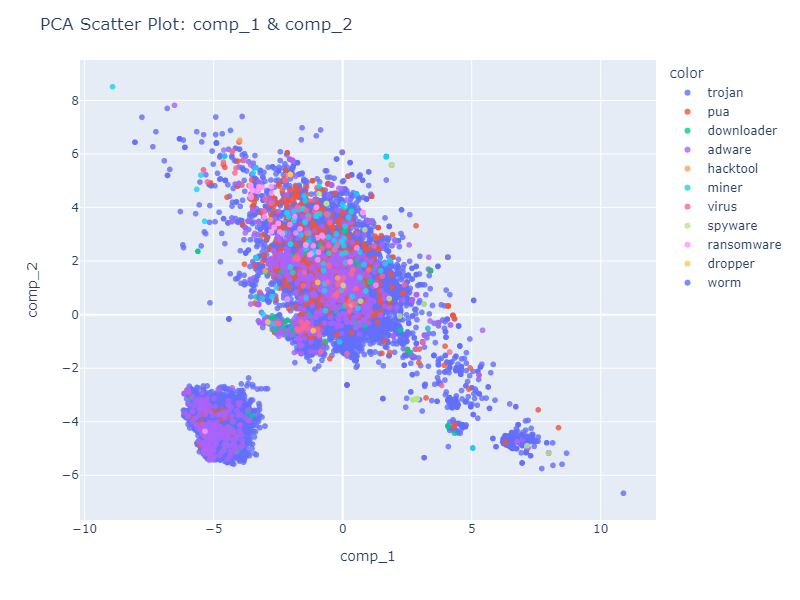 PCA Scatter Plot: comp_1 & comp_2
color
trojan
pua
downloader
adware
hacktool
miner
virus
spyware
ransomware
dropper
worm
8
6
4
2
0
−2
−4
−6
comp_2
−10
−5
0
5
10
comp_1